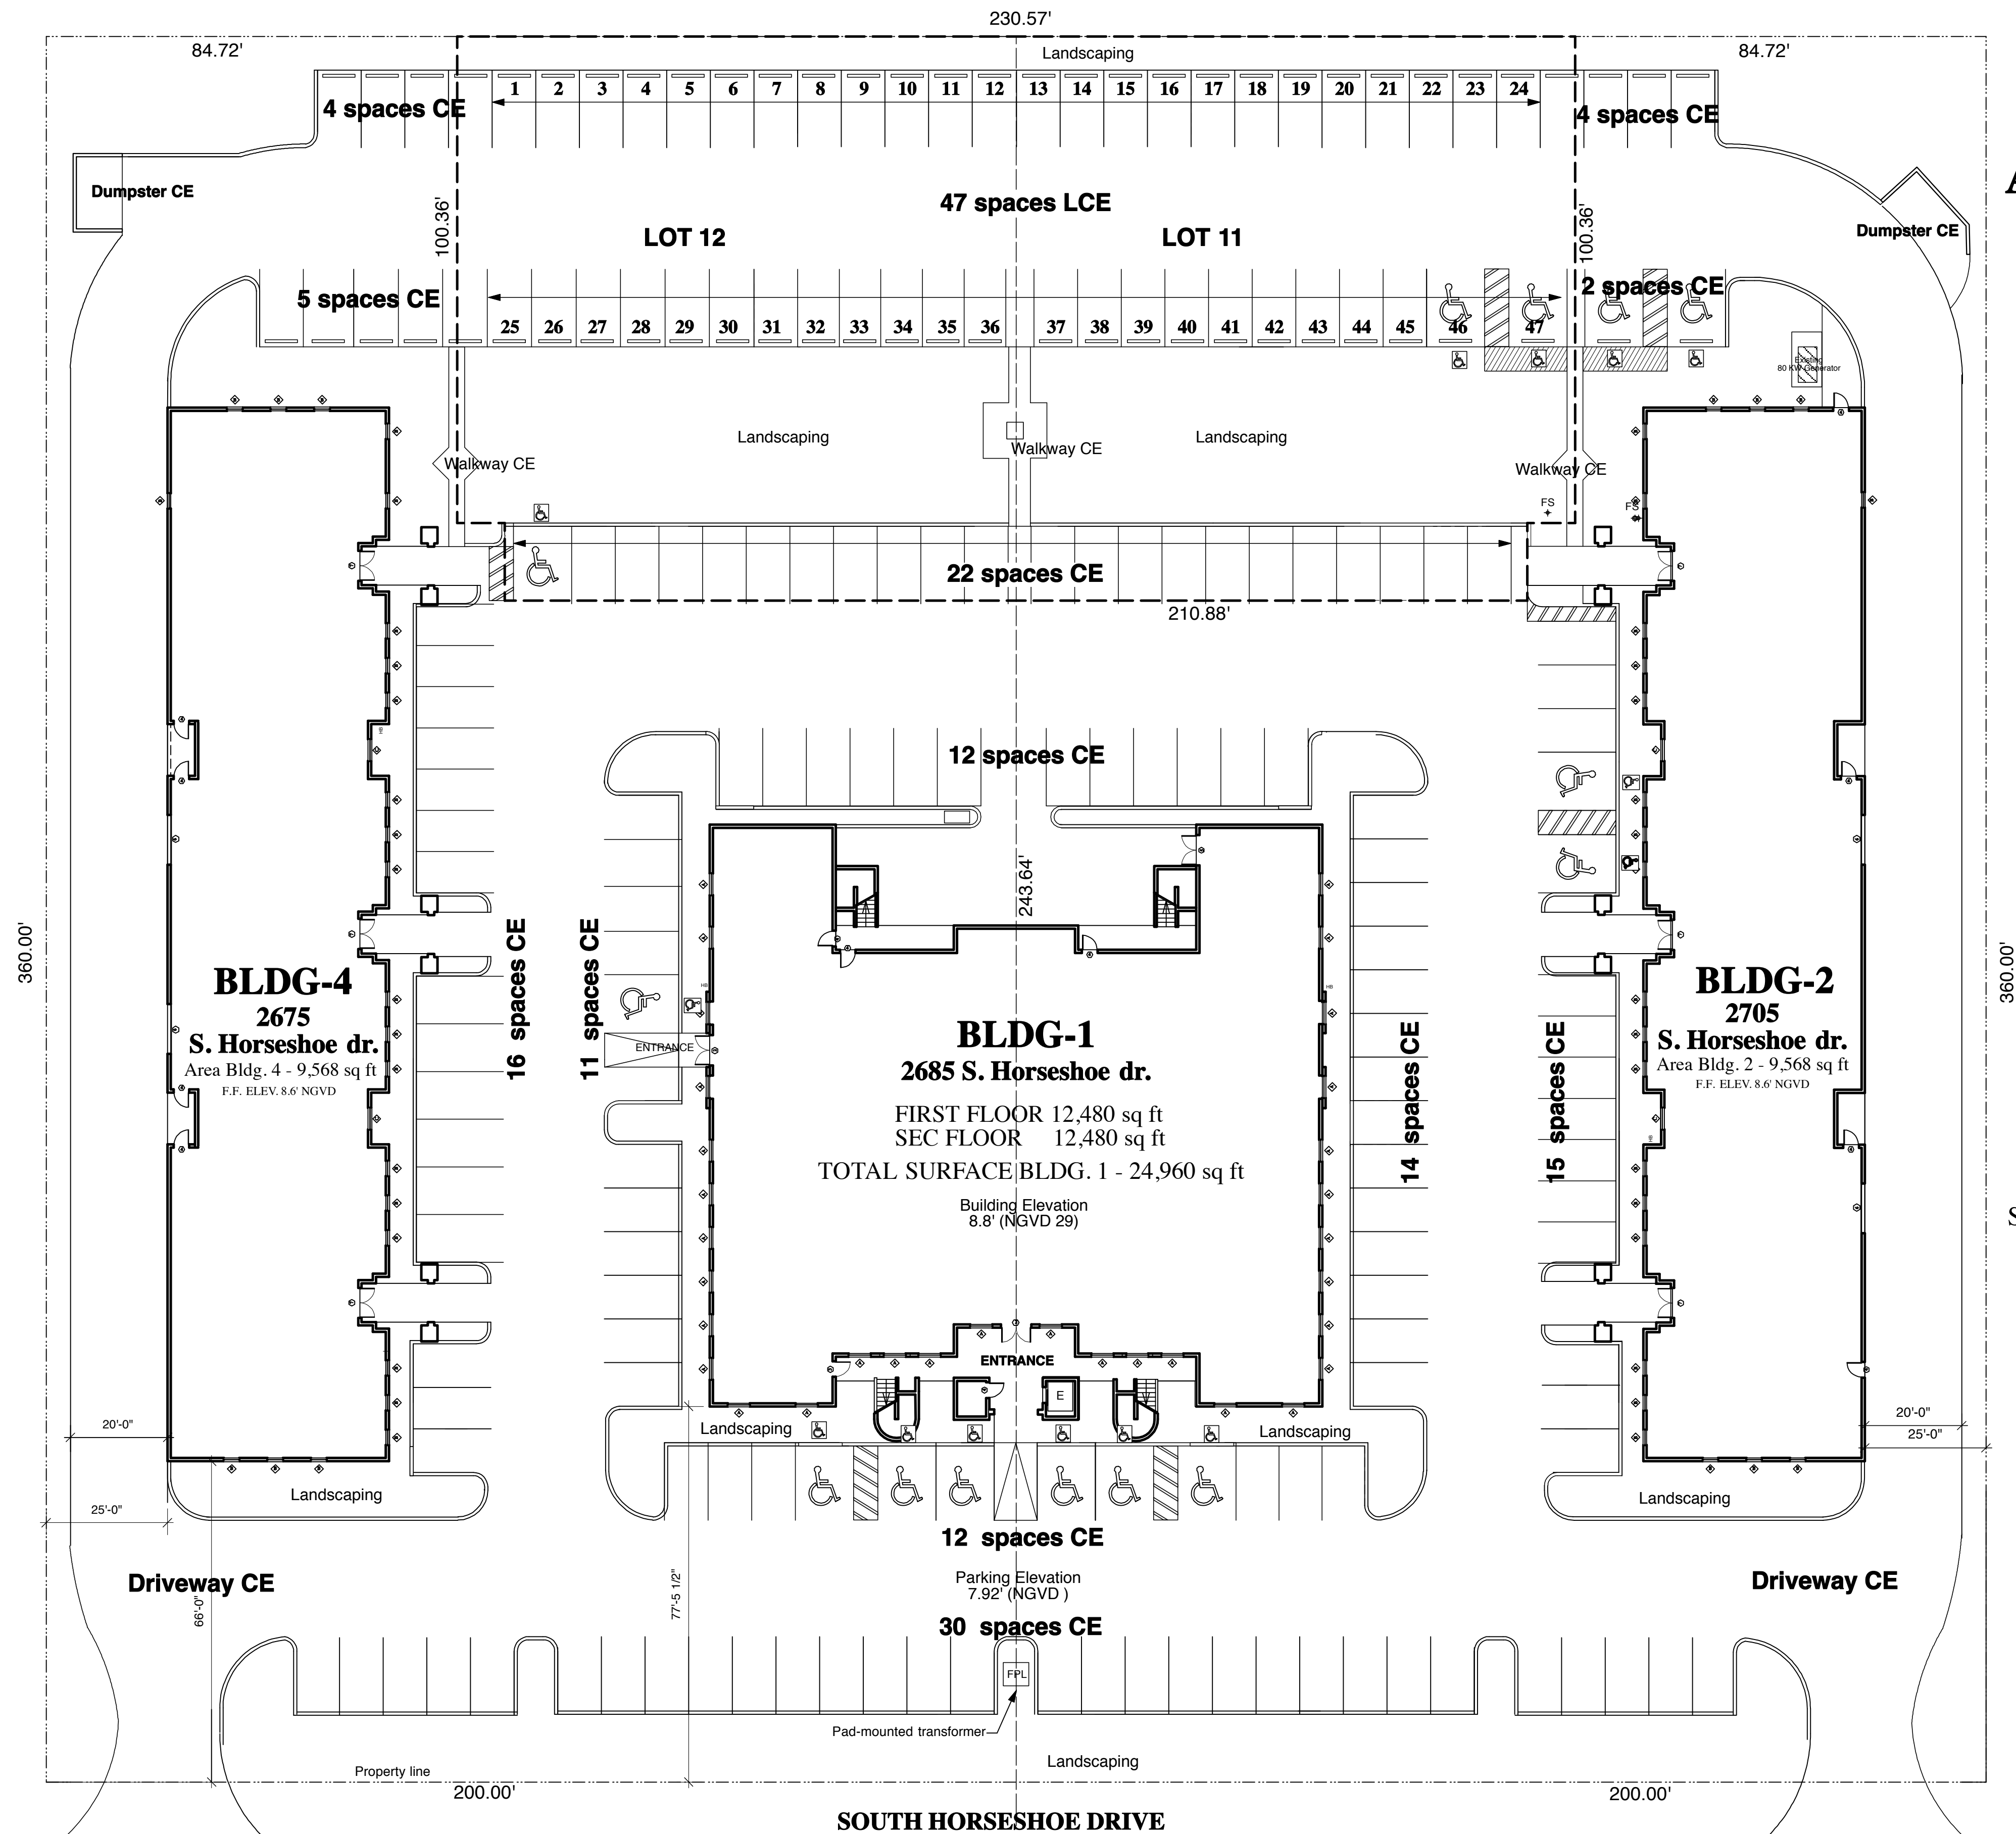 230.57'
84.72'
Landscaping
84.72'
4 spaces CE
1 2 3 4 5 6 7 8 9 10 11 12 13 14 15 16 17 18 19 20 21 22 23 24
4 spaces CE
Dumpster CE
100.36'
47 spaces LCE
100.36'
A
LOT 12
LOT 11
Dumpster CE
5 spaces CE
2 spaces CE
25 26 27 28 29 30 31 32 33 34 35 36 37 38 39 40 41 42 43 44 45 46 47
Existing
80 KW Generator
Landscaping
Landscaping
Walkway CE
Walkway CE
Walkway CE
FS
FS
22 spaces CE
210.88'
12 spaces CE
243.64'
360.00'
360.00'
16 spaces CE
11 spaces CE
14 spaces CE
15 spaces CE
BLDG-4
2675
S. Horseshoe dr.
Area Bldg. 4 - 9,568 sq ft
F.F. ELEV. 8.6' NGVD
ENTRANCE
BLDG-1
2685 S. Horseshoe dr.
FIRST FLOOR 12,480 sq ft
SEC FLOOR 12,480 sq ft
TOTAL SURFACE BLDG. 1 - 24,960 sq ft
Building Elevation
8.8' (NGVD 29)
BLDG-2
2705
S. Horseshoe dr.
Area Bldg. 2 - 9,568 sq ft
F.F. ELEV. 8.6' NGVD
S
ENTRANCE
E
Landscaping
Landscaping
20'-0"
20'-0"
25'-0"
Landscaping
25'-0"
Landscaping
12 spaces CE
Driveway CE
Parking Elevation
7.92' (NGVD )
Driveway CE
66'-0"
77'-5 1/2"
30 spaces CE
FPL
Pad-mounted transformer
Landscaping
Property line
200.00'
200.00'
SOUTH HORSESHOE DRIVE